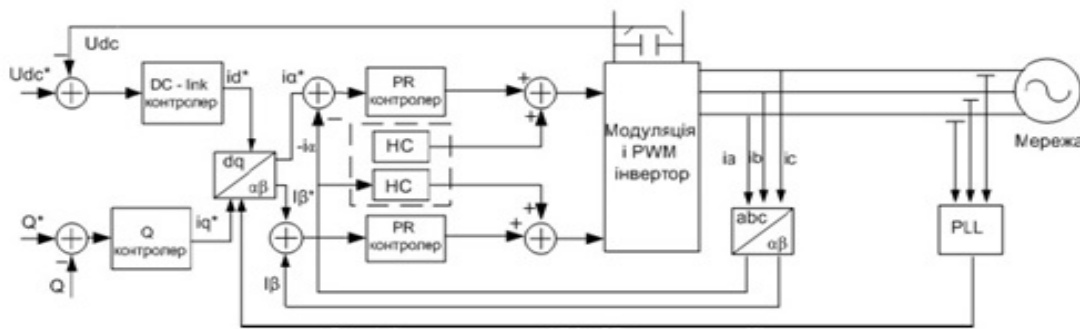 Udc
Udc*
DC - link
контролер
id*
iα*
PR
контролер
+
+
Модуляція
і PWM
інвертор
Мережа
-iα
HC
HC
dq
αβ
Iβ*
ia
ib
ic
abc
αβ
PLL
Q*
Q
контролер
iq*
PR
контролер
+
+
Q
Iβ